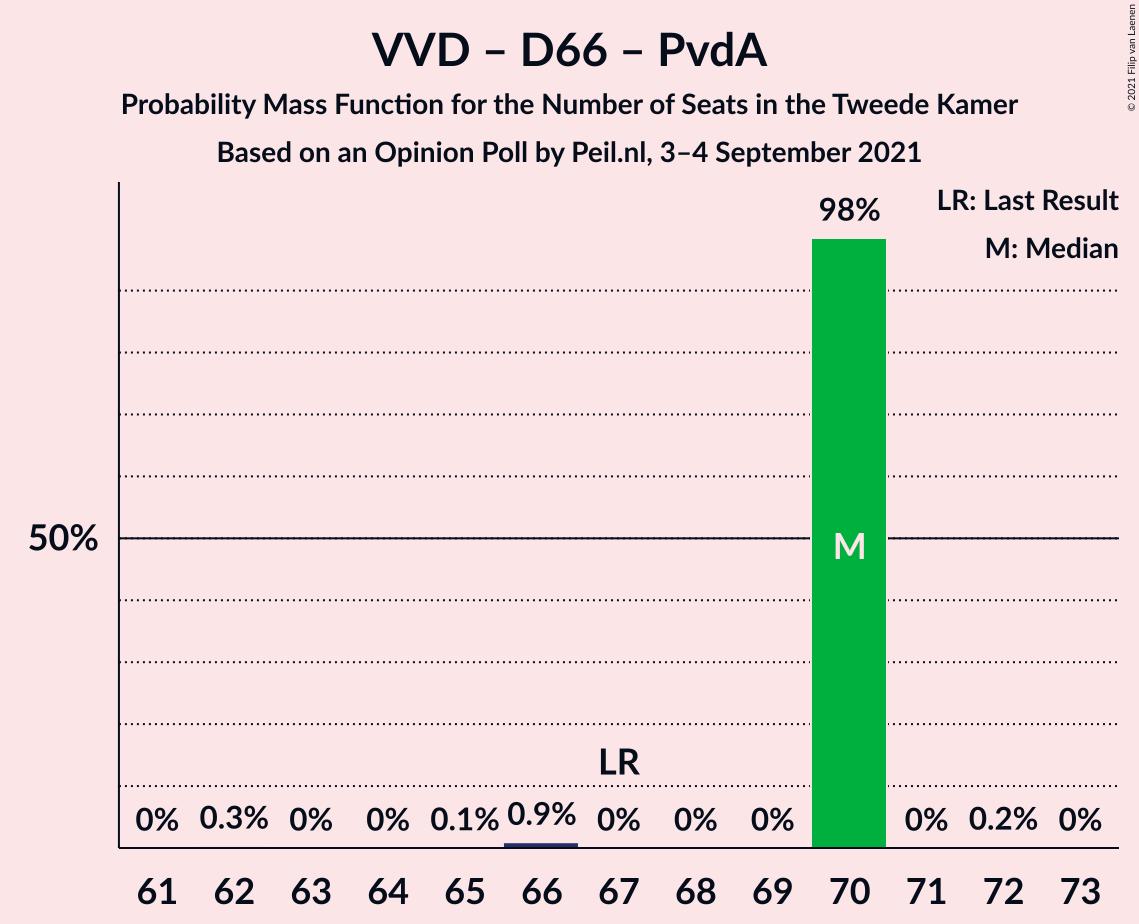 VVD – D66 – PvdA
Probability Mass Function for the Number of Seats in the Tweede Kamer
Based on an Opinion Poll by Peil.nl, 3–4 September 2021
© 2021 Filip van Laenen
LR: Last Result
M: Median
98%
50%
M
LR
0% 0.3% 0% 0% 0.1% 0.9% 0% 0% 0% 0% 0.2% 0%
61 62 63 64 65 66 67 68 69 70 71 72 73